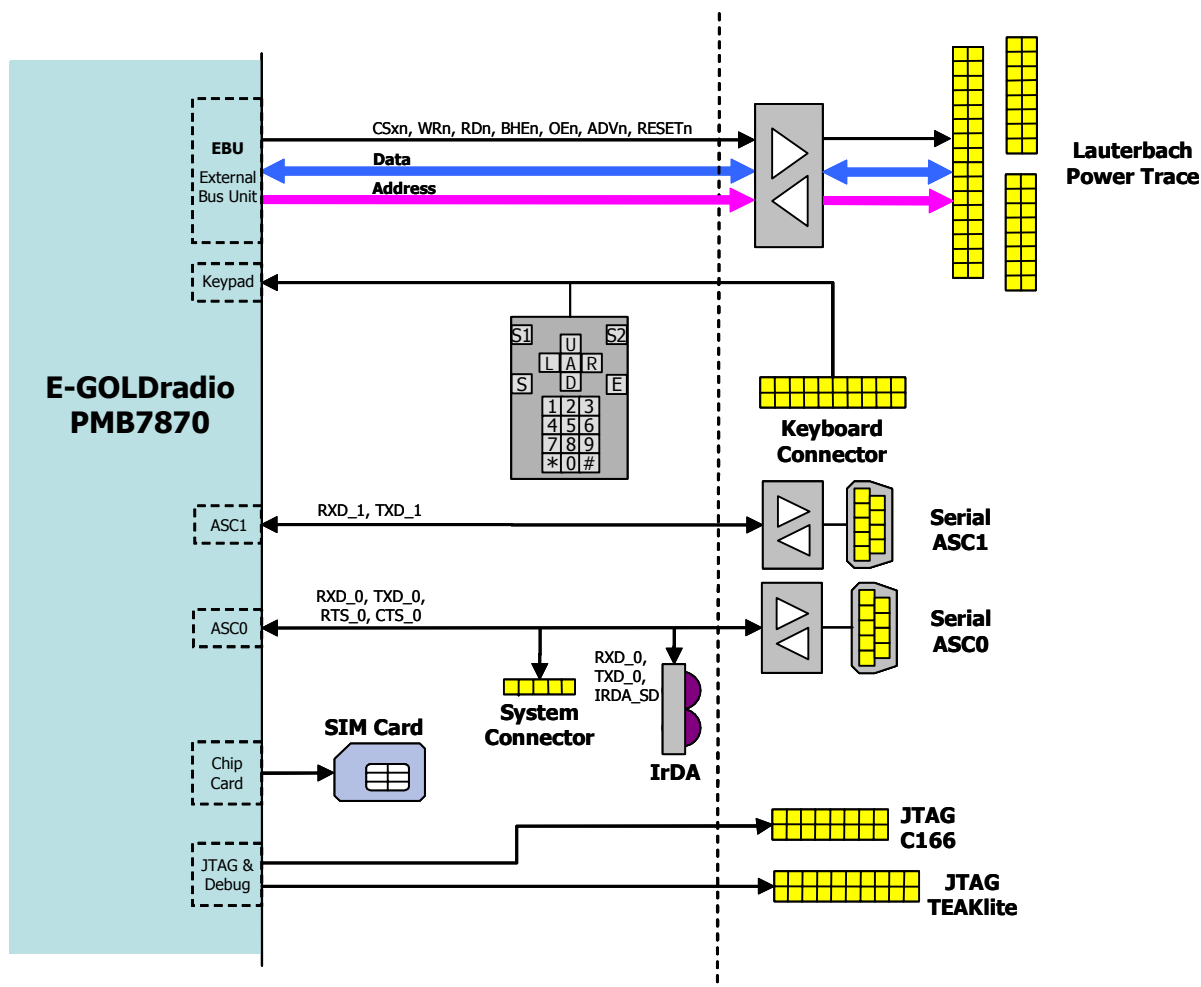 E-GOLDradio
PMB7870
EBU
External
Bus Unit
CSxn, WRn, RDn, BHEn, OEn, ADVn, RESETn
Data
Address
Lauterbach
Power Trace
Keypad
S1
S2
U
L A R
D
S
E
1 2 3
4 5 6
7 8 9
* 0 #
Keyboard
Connector
ASC1
RXD_1, TXD_1
Serial
ASC1
ASC0
RXD_0, TXD_0,
RTS_0, CTS_0
Serial
ASC0
RXD_0,
TXD_0,
IRDA_SD
System
Connector
IrDA
Chip
Card
SIM Card
JTAG &
Debug
JTAG
C166
JTAG
TEAKlite